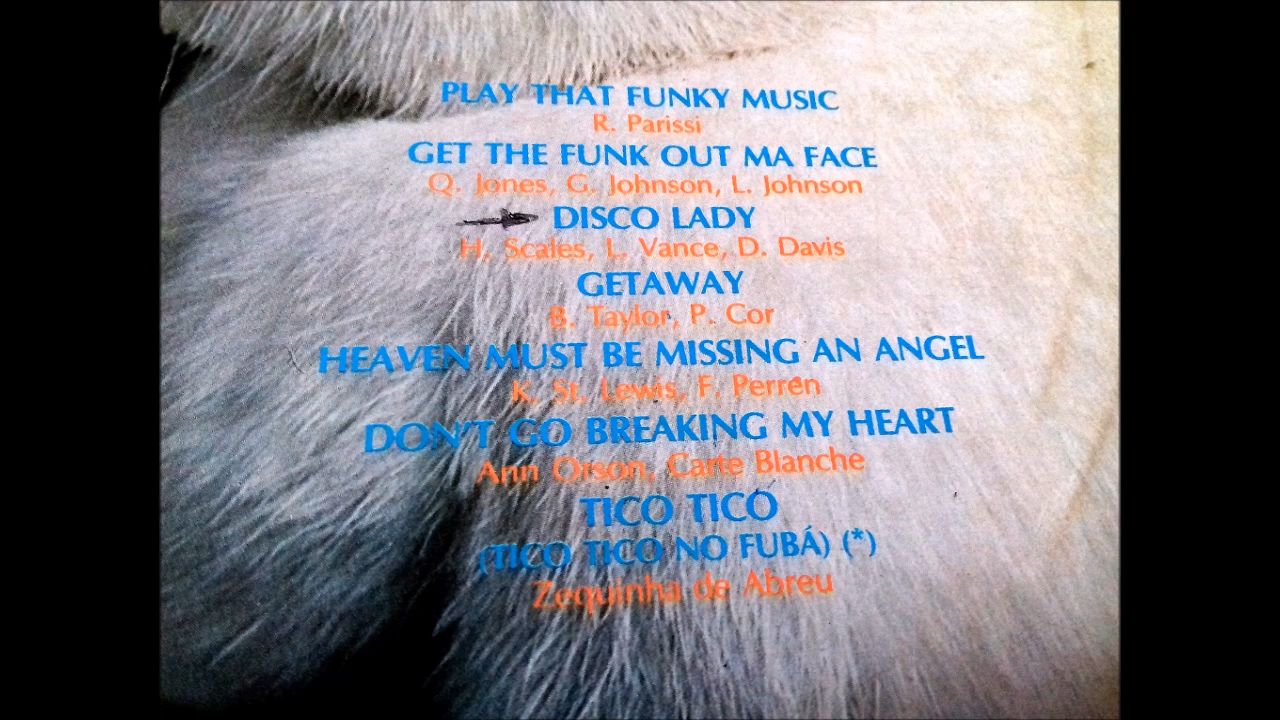 PLAY THAT FUNKY MUSIC
R. Parissi
GET THE FUNK OUT MA FACE
Q. Jones, G. Johnson, L. Johnson
DISCO LADY
H. Scales, L. Vance, D. Davis
GETAWAY
B. Taylor, P. Cor
HEAVEN MUST BE MISSING AN ANGEL
K. St. Lewis, F. Perren
DON'T GO BREAKING MY HEART
Ann Orson, Carte Blanche
TICO TICO
(TICO TICO NO FUBÁ) (*)
Zequinha de Abreu